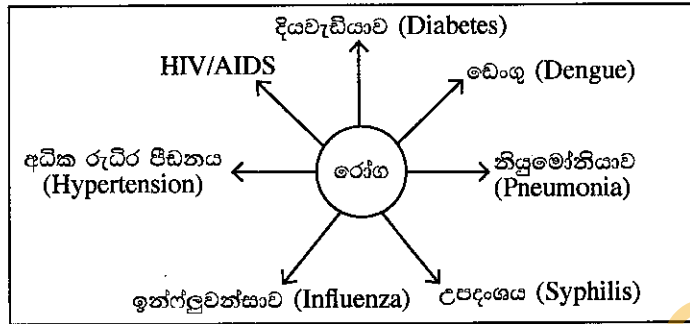 දියවැඩියාව (Diabetes)
HIV/AIDS
ඩෙංගු (Dengue)
අධික රුධිර පීඩනය
(Hypertension)
රෝග
නියුමෝනියාව
(Pneumonia)
ඉන්ෆ්ලුවන්සාව (Influenza)
උපදංශය (Syphilis)